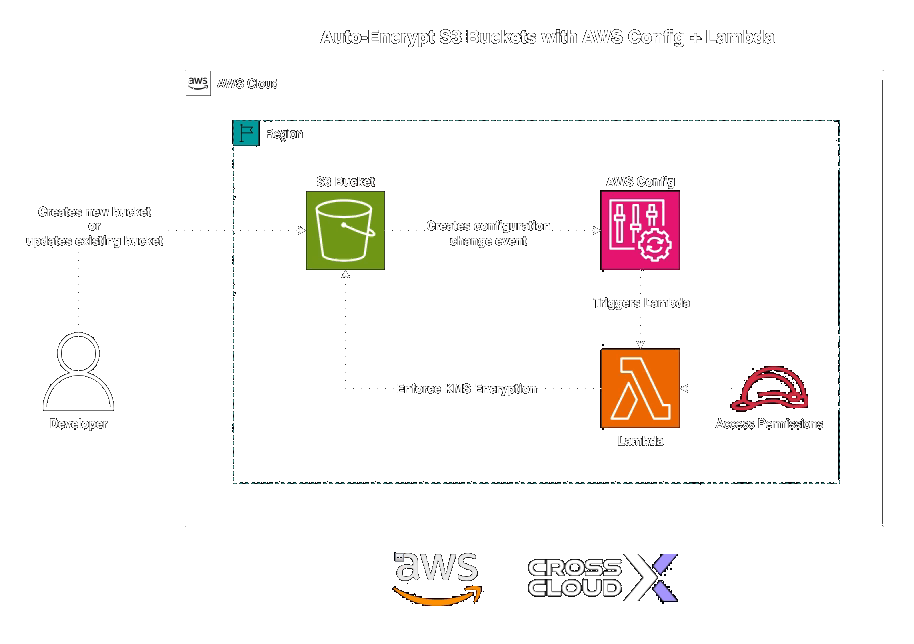 Auto-Encrypt S3 Buckets with AWS Config + Lambda
aws
AWS Cloud
Region
S3 Bucket
AWS Config
Creates new bucket
or
updates existing bucket
Creates configuration
change event
Triggers Lambda
Enforce KMS Encryption
Developer
Lambda
Access Permissions
aws
CROSS
CLOUD